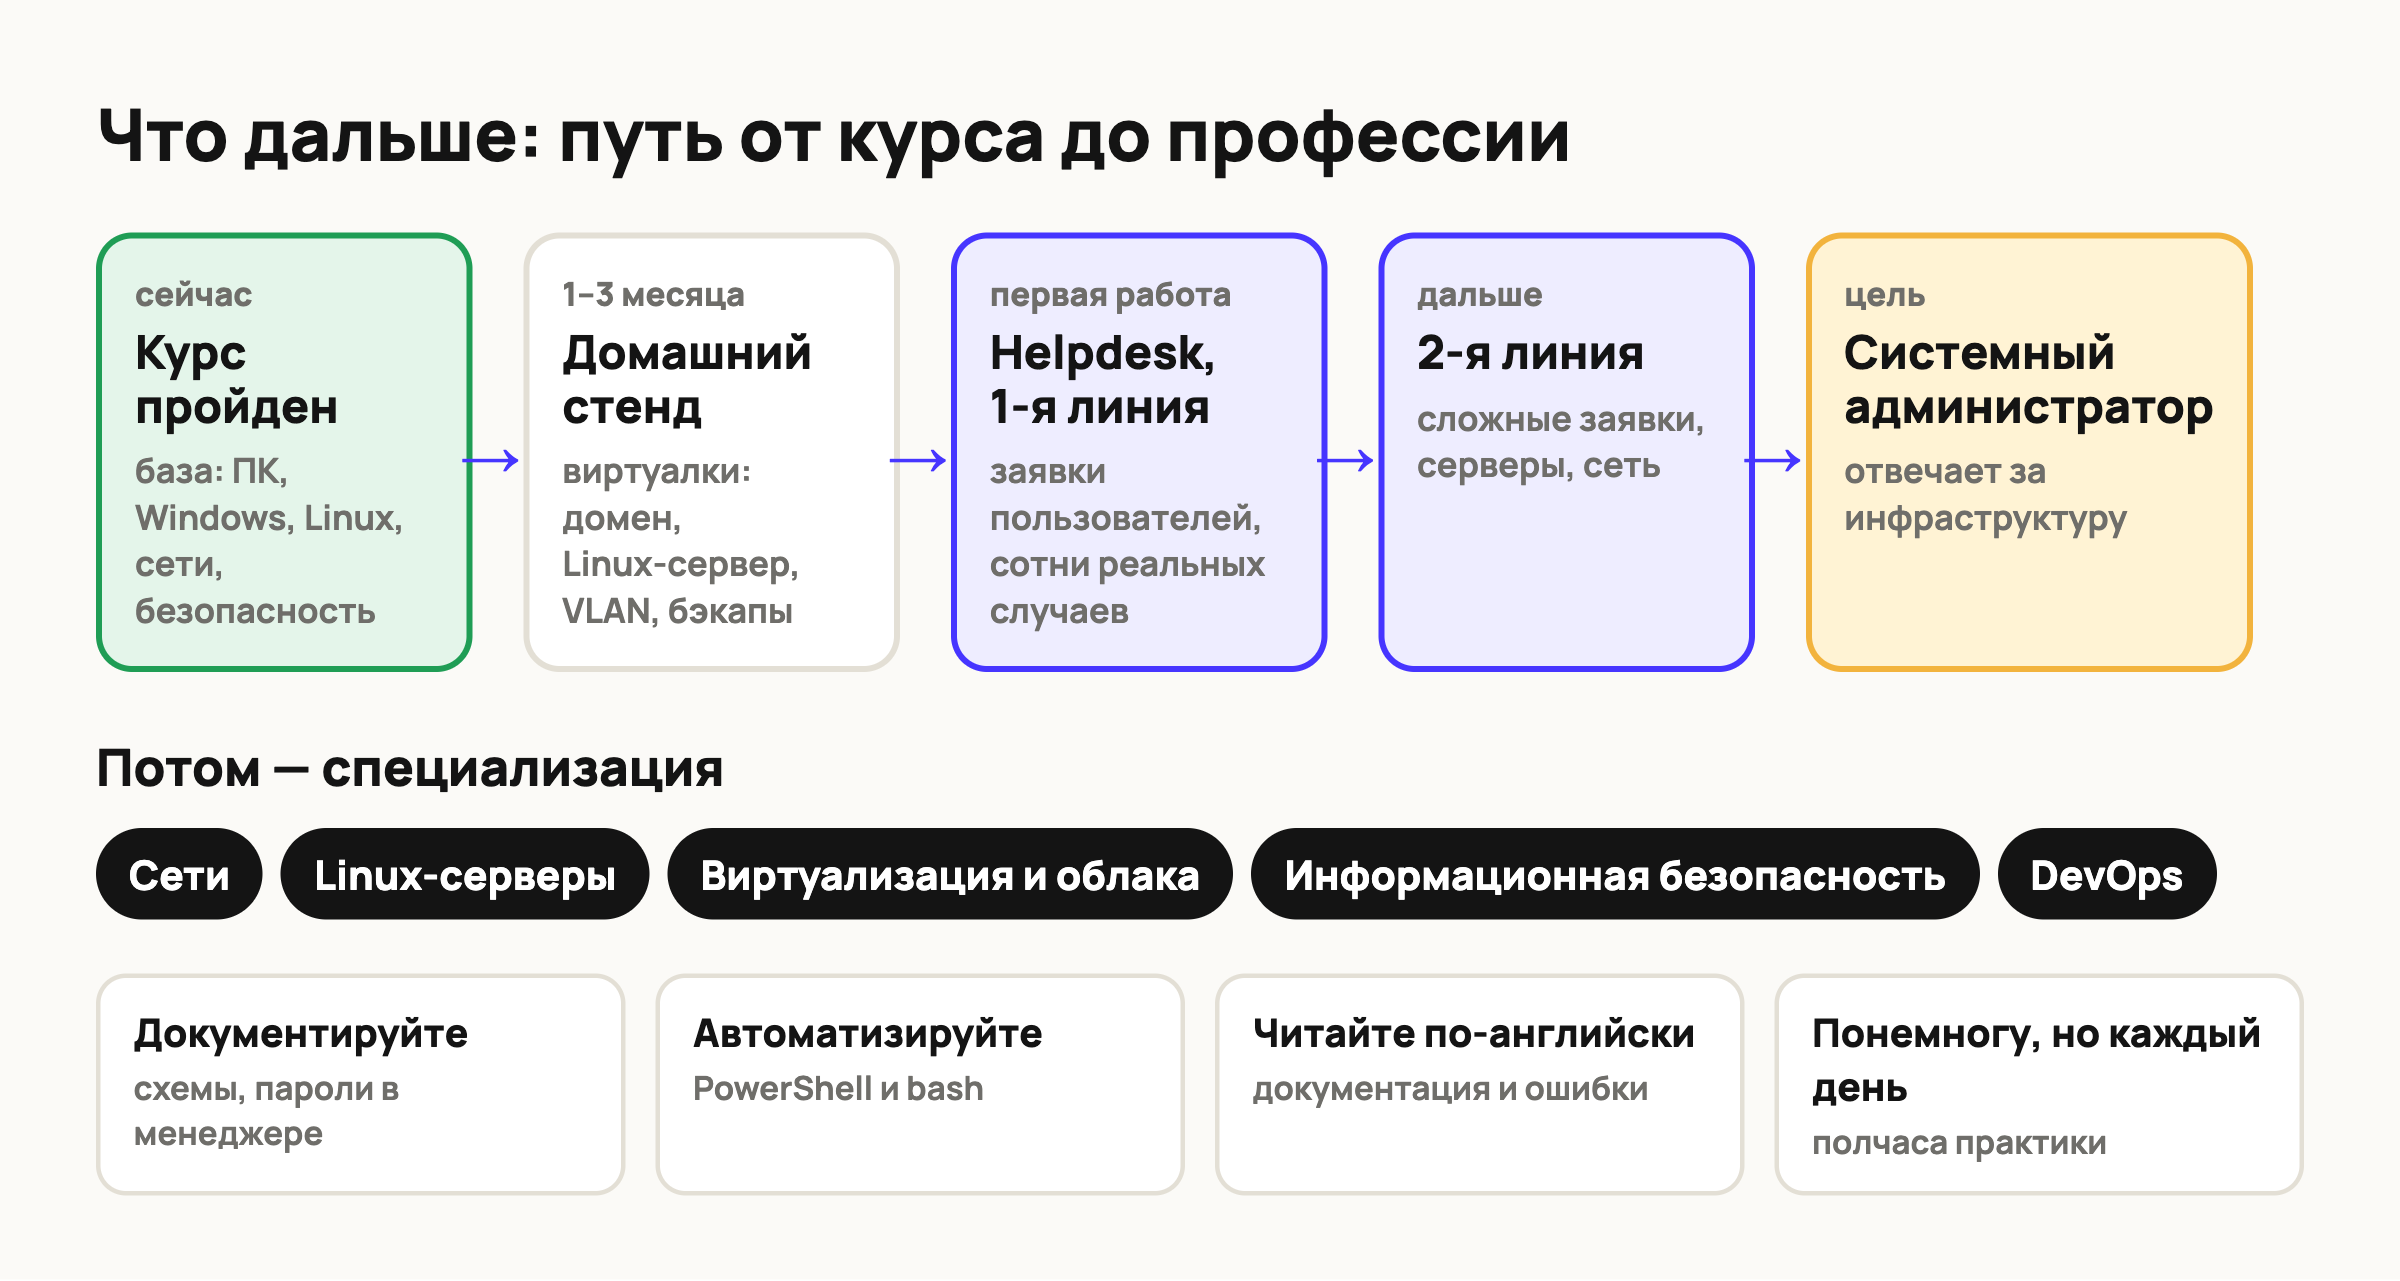 Что дальше: путь от курса до профессии
сейчас
Курс
пройден
база: ПК,
Windows, Linux,
сети,
безопасность
1–3 месяца
Домашний
стенд
виртуалки:
домен,
Linux-сервер,
VLAN, бэкапы
первая работа
Helpdesk,
1-я линия
заявки
пользователей,
сотни реальных
случаев
дальше
2-я линия
сложные заявки,
серверы, сеть
цель
Системный
администратор
отвечает за
инфраструктуру
Потом — специализация
Сети
Linux-серверы
Виртуализация и облака
Информационная безопасность
DevOps
Документируйте
схемы, пароли в
менеджере
Автоматизируйте
PowerShell и bash
Читайте по-английски
документация и ошибки
Понемногу, но каждый
день
полчаса практики